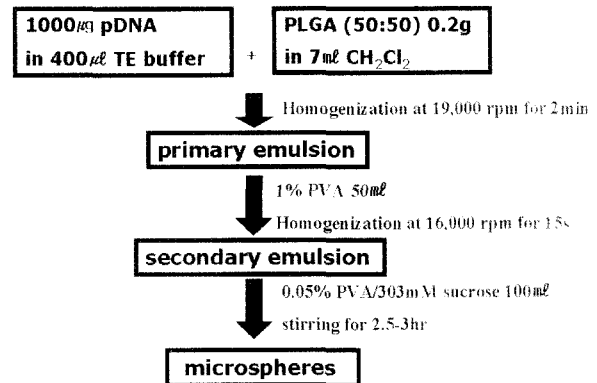 1000㎍ pDNA
in 400㎕ TE buffer
+
PLGA (50:50) 0.2g
in 7㎖ CH₂Cl₂
Homogenization at 19,000 rpm for 2min
primary emulsion
1% PVA 50㎖
Homogenization at 16,000 rpm for 15s
secondary emulsion
0.05% PVA/303mM sucrose 100㎖
stirring for 2.5-3hr
microspheres